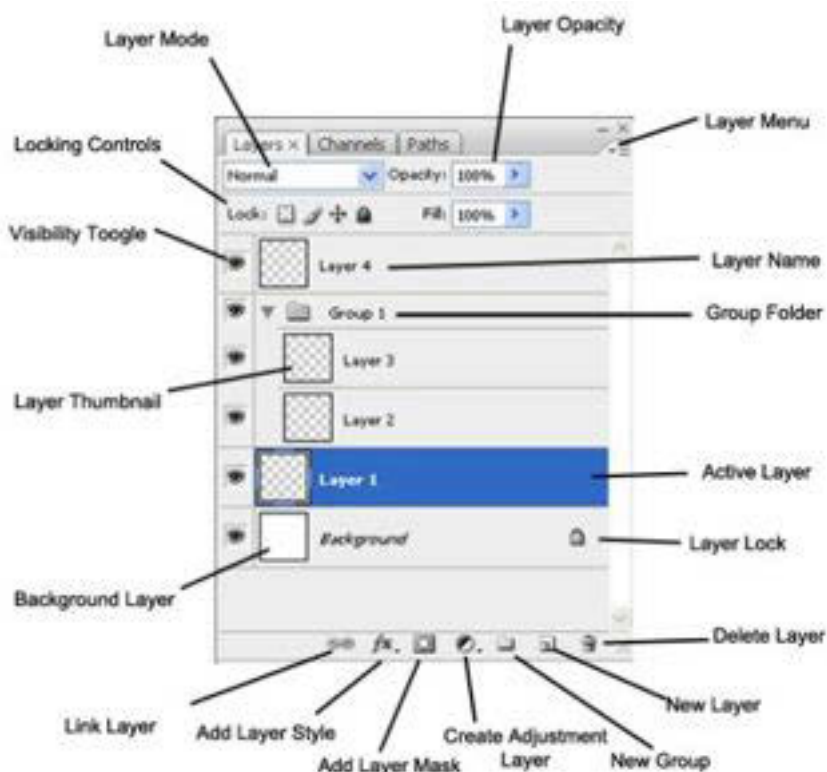 Layer Mode
Layer Opacity
Layer Menu
Locking Controls
Layers × Channels Paths
Normal Opacity: 100%
Lock: Fill: 100%
Visibility Toogle
Layer 4
Layer Name
Group 1
Group Folder
Layer 3
Layer Thumbnail
Layer 2
Layer 1
Active Layer
Background
Layer Lock
Background Layer
Delete Layer
fx.
Link Layer
Add Layer Style
Add Layer Mask
Create Adjustment
Layer
New Group
New Layer